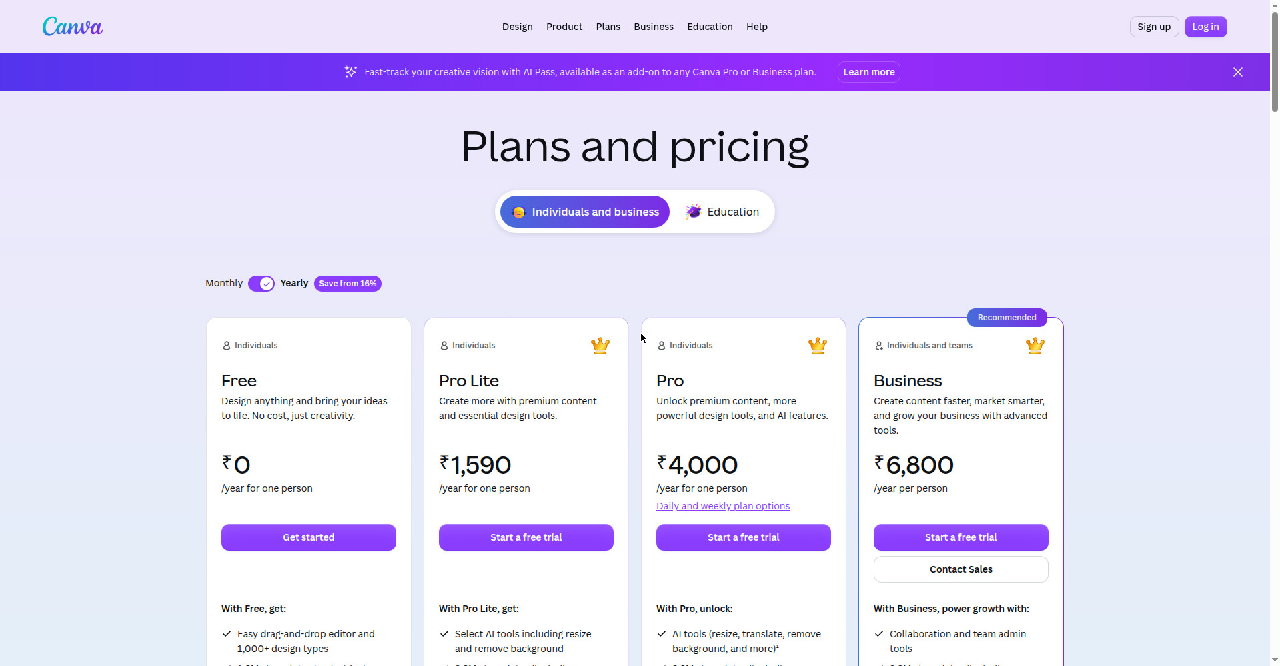 Canva
Design Product Plans Business Education Help
Sign up Log in
Fast-track your creative vision with AI Pass, available as an add-on to any Canva Pro or Business plan. Learn more
Plans and pricing
Individuals and business Education
Monthly Yearly Save from 16%
Individuals
Free
Design anything and bring your ideas
to life. No cost, just creativity.
₹0
/year for one person
Get started
With Free, get:
Easy drag-and-drop editor and
1,000+ design types
Individuals
Pro Lite
Create more with premium content
and essential design tools.
₹1,590
/year for one person
Start a free trial
With Pro Lite, get:
Select AI tools including resize
and remove background
Individuals
Pro
Unlock premium content, more
powerful design tools, and AI features.
₹4,000
/year for one person
Daily and weekly plan options
Start a free trial
With Pro, unlock:
AI tools (resize, translate, remove
background, and more)¹
Recommended
Individuals and teams
Business
Create content faster, market smarter,
and grow your business with advanced
tools.
₹6,800
/year per person
Start a free trial
Contact Sales
With Business, power growth with:
Collaboration and team admin
tools